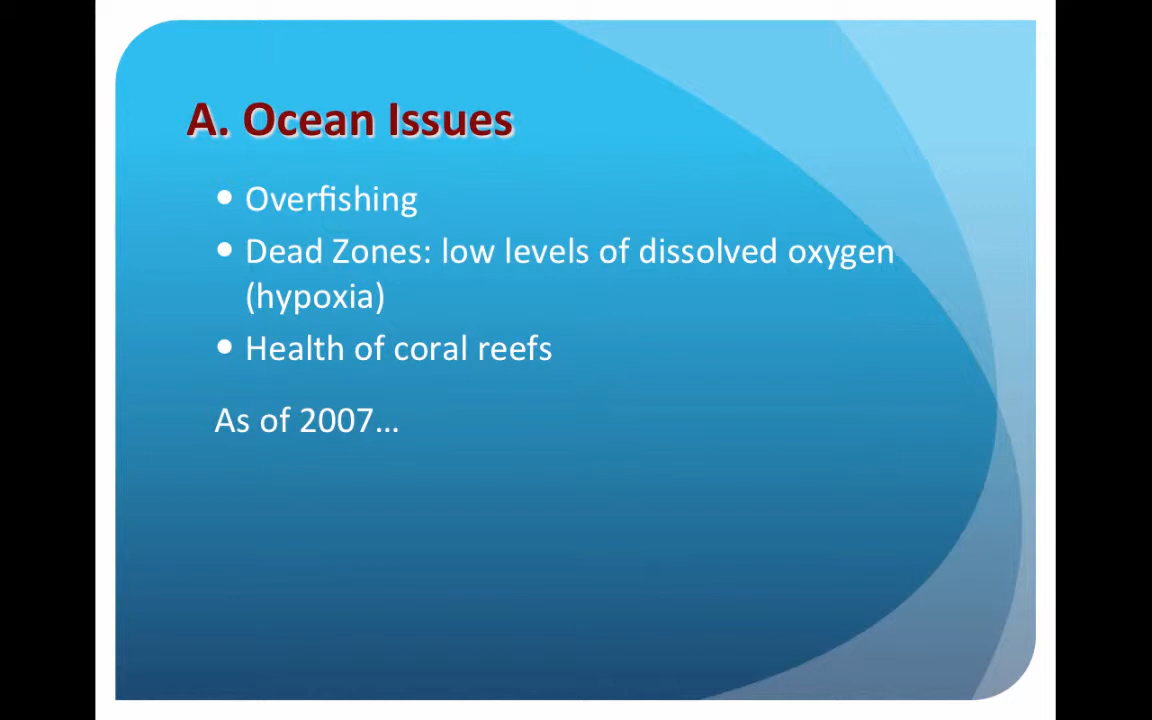 A. Ocean Issues
• Overfishing
• Dead Zones: low levels of dissolved oxygen
(hypoxia)
• Health of coral reefs
As of 2007…